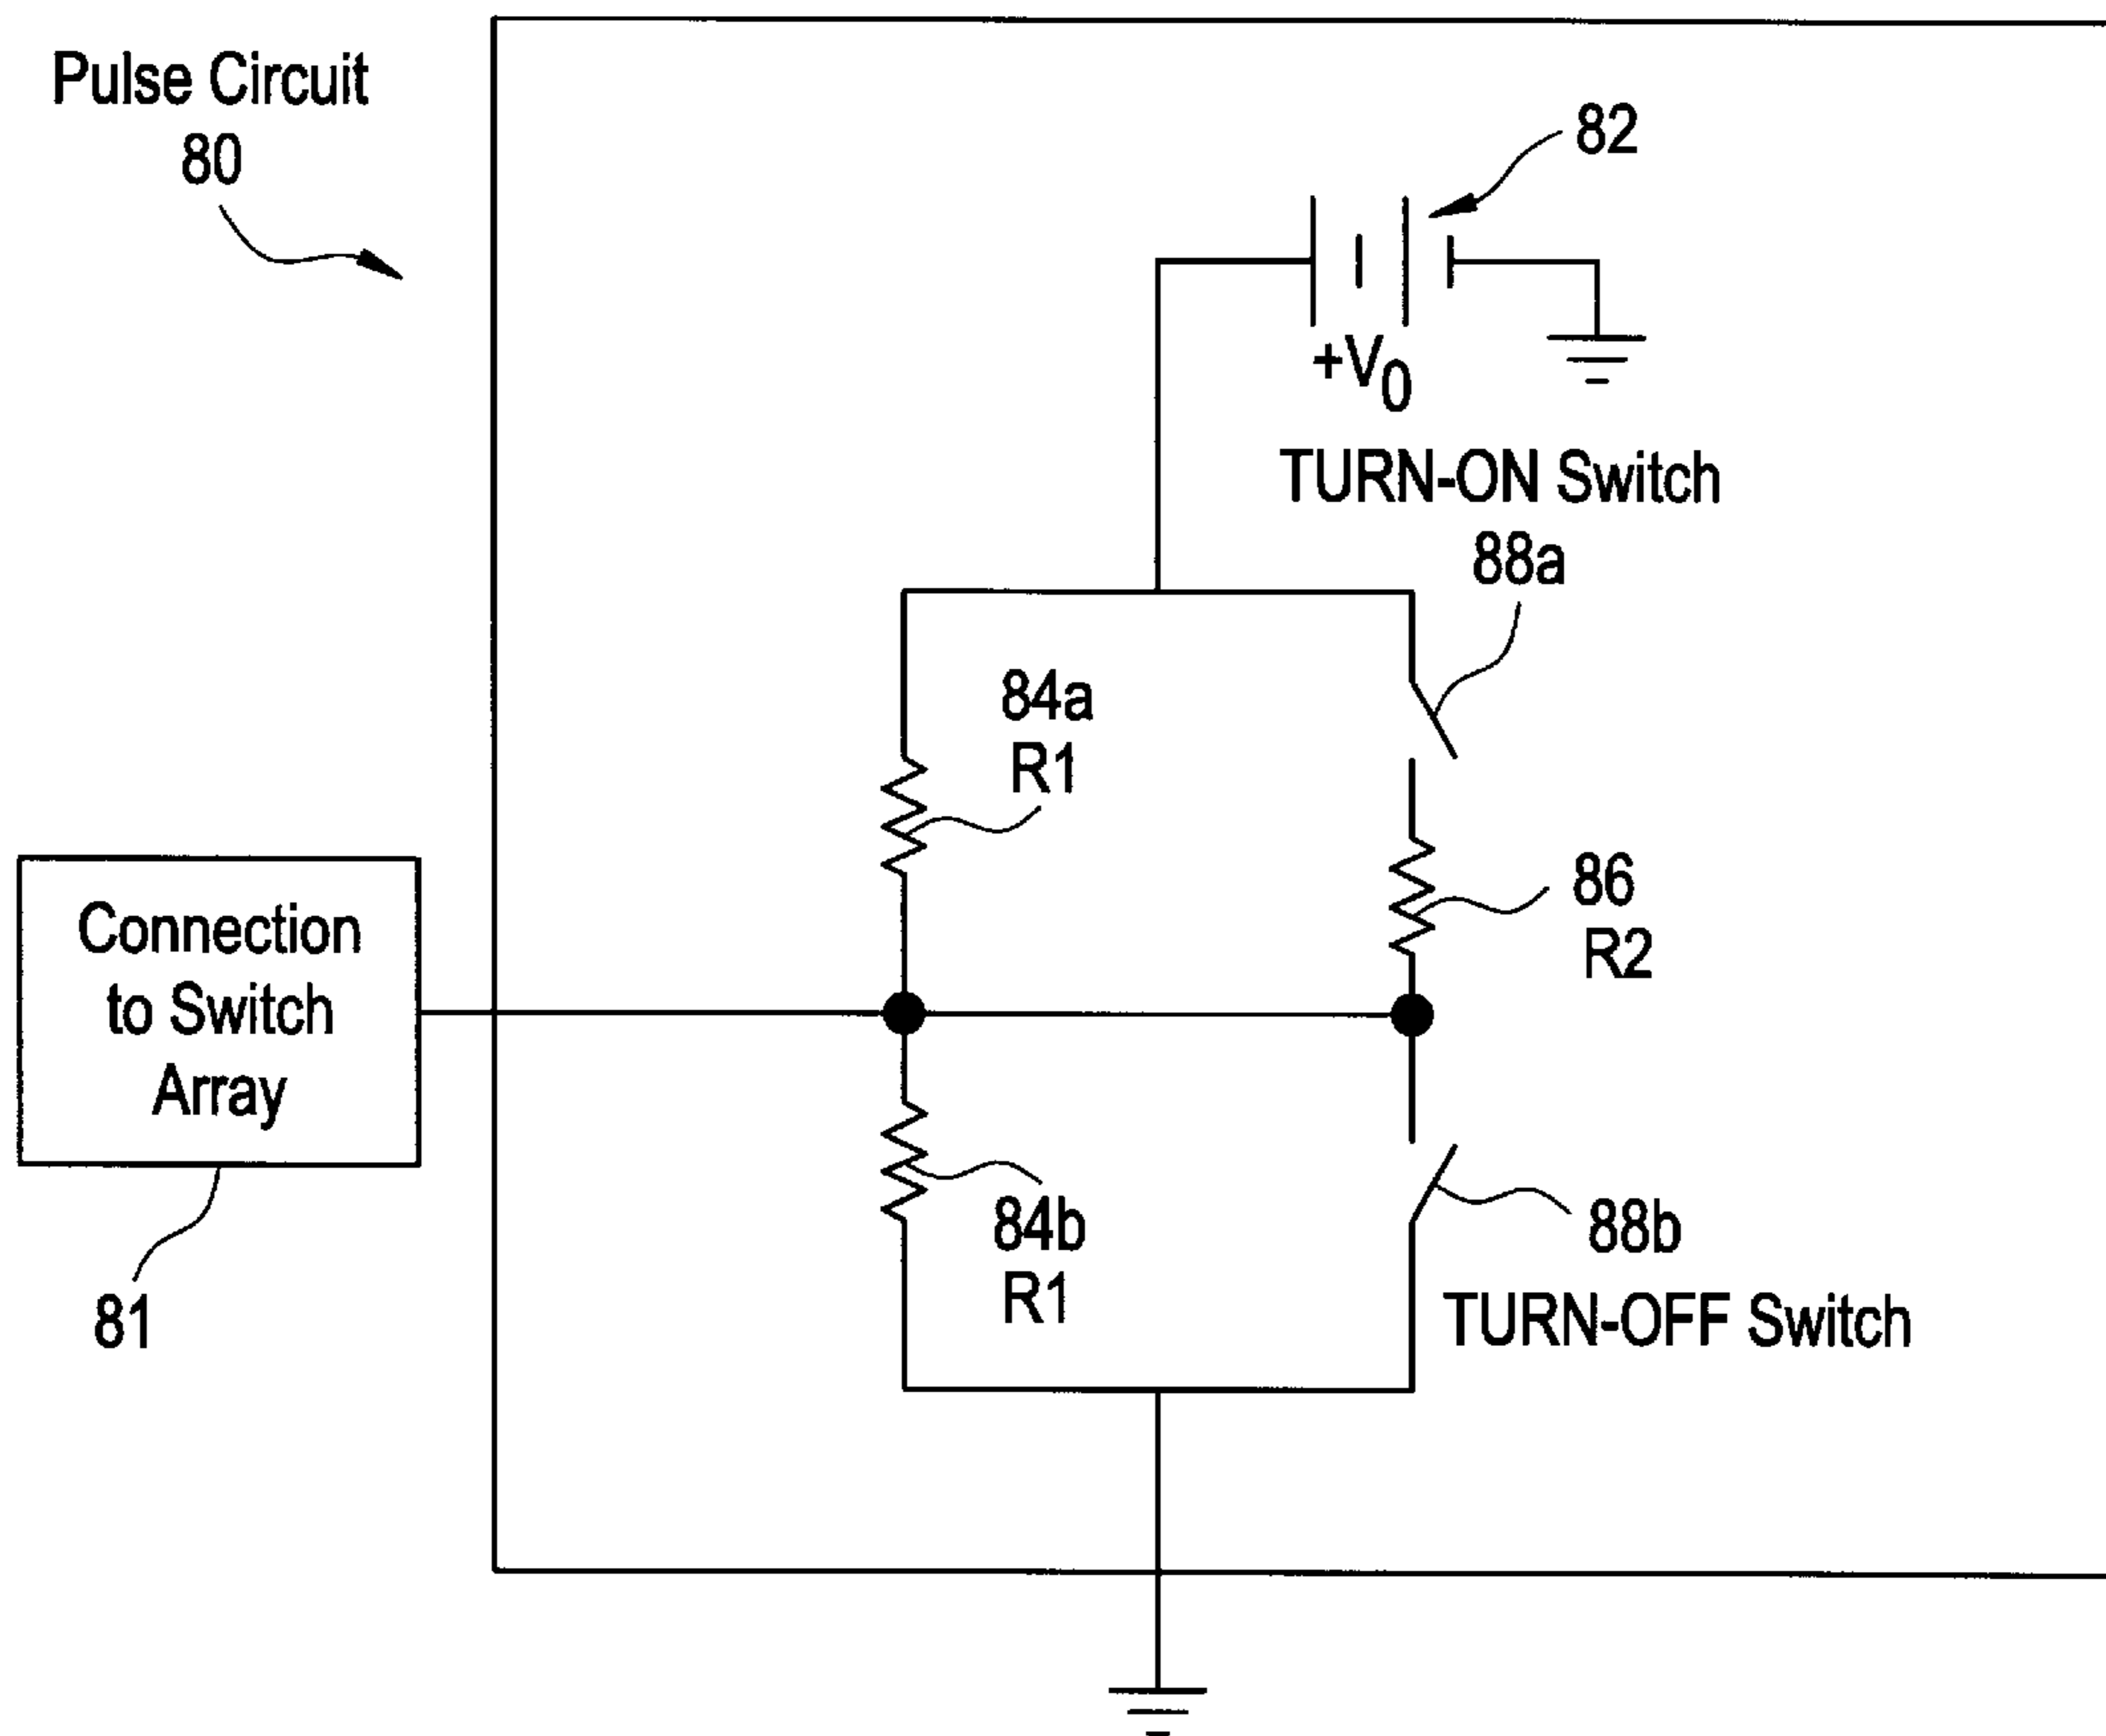 Pulse Circuit
80
82
+V0
TURN-ON Switch
88a
84a
R1
86
R2
Connection
to Switch
Array
81
84b
R1
88b
TURN-OFF Switch